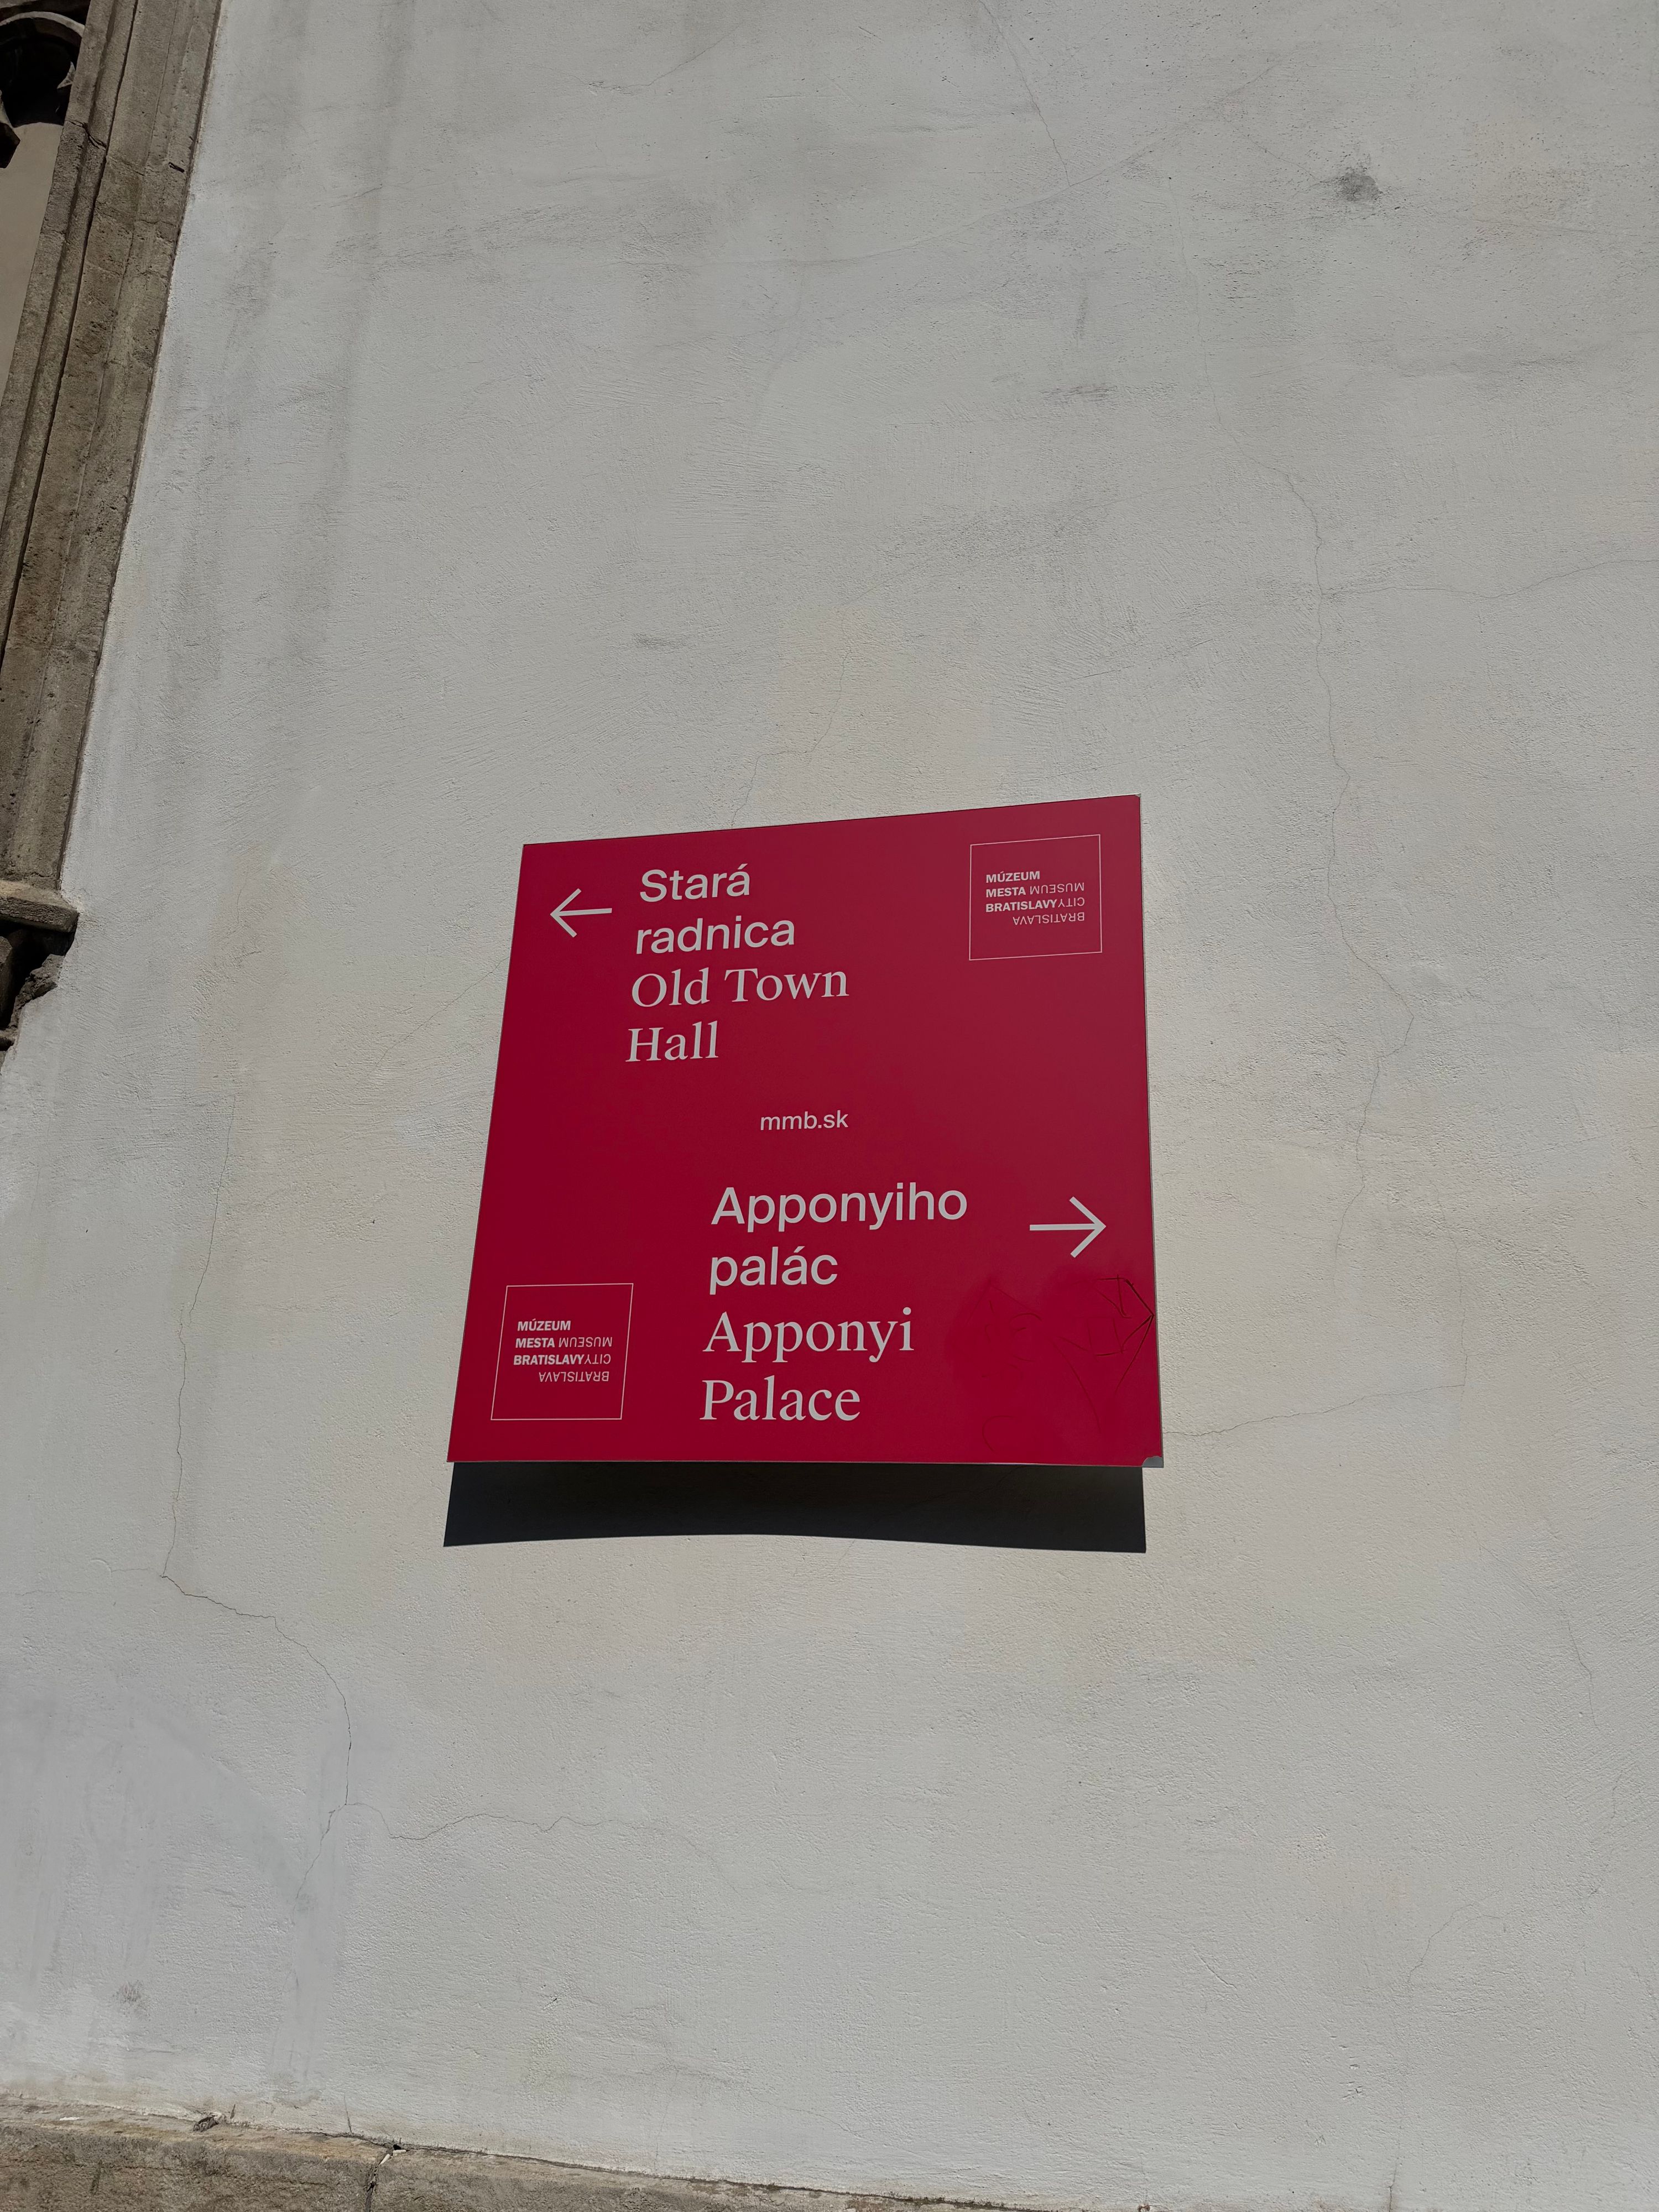 Stará
radnica
Old Town
Hall
MÚZEUM
MESTA MUSEUM
BRATISLAVY CITY
BRATISLAVA
mmb.sk
Apponyiho
palác
Apponyi
Palace
MÚZEUM
MESTA MUSEUM
BRATISLAVY CITY
BRATISLAVA